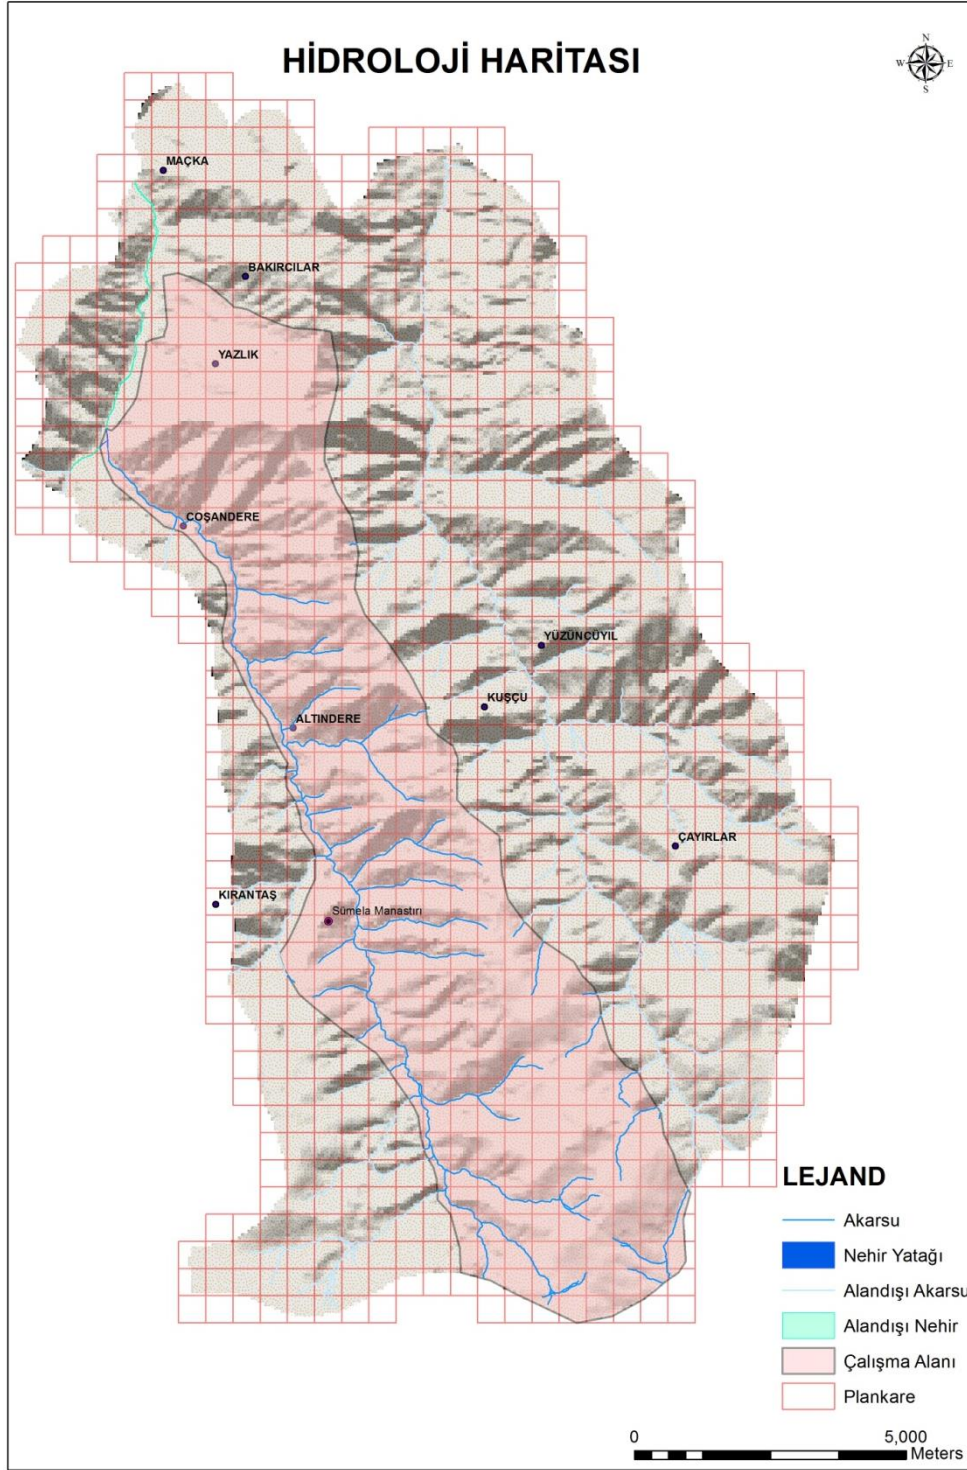 HİDROLOJİ HARİTASI
N
W E
S
MAÇKA
BAKIRCILAR
YAZLIK
COŞANDERE
YÜZÜNCÜYIL
KUŞÇU
ALTINDERE
ÇAYIRLAR
KIRANTAŞ
Sümela Manastırı
LEJAND
Akarsu
Nehir Yatağı
Alandışı Akarsu
Alandışı Nehir
Çalışma Alanı
Plankare
0 5,000
Meters